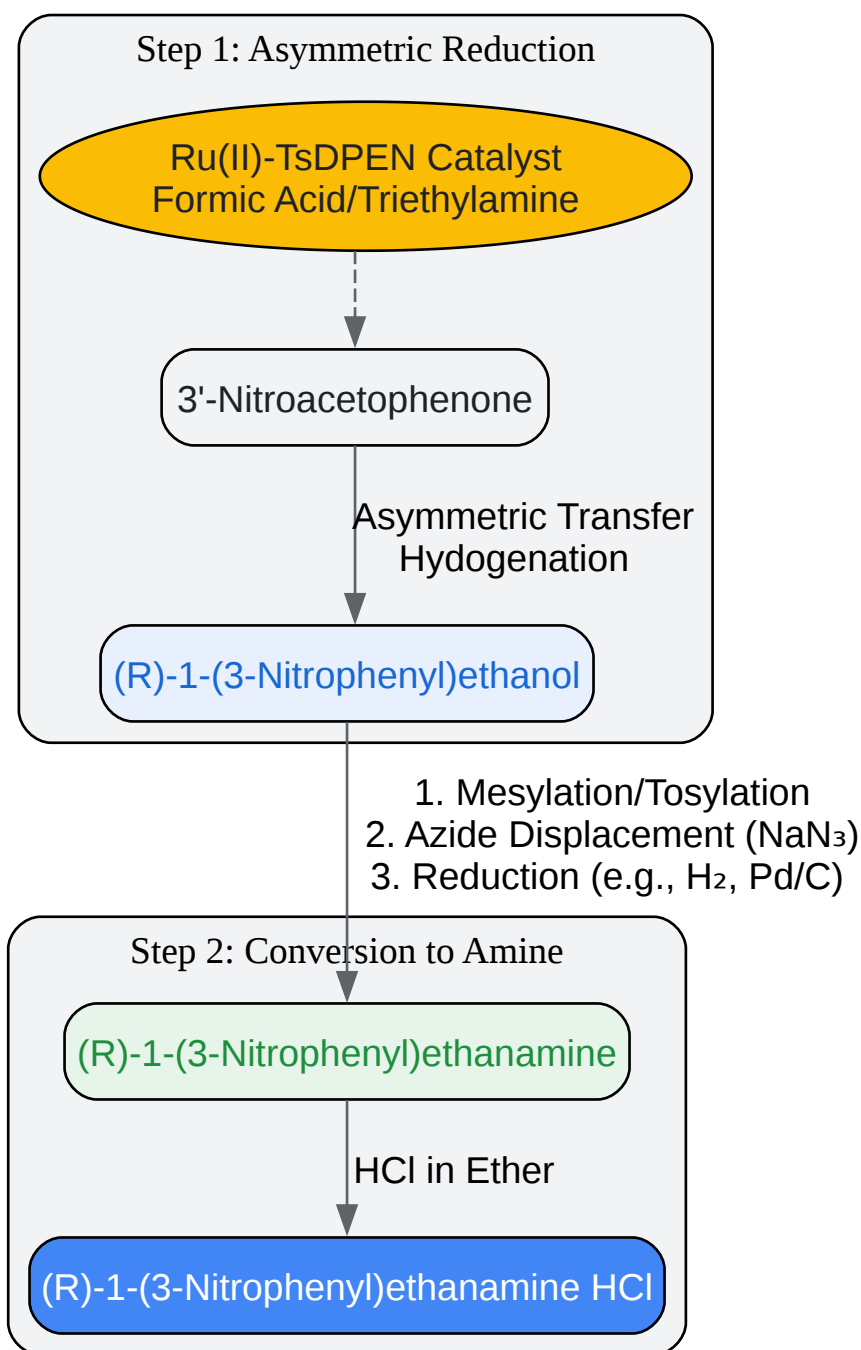 Step 1: Asymmetric Reduction
Ru(II)-TsDPEN Catalyst
Formic Acid/Triethylamine
3'-Nitroacetophenone
Asymmetric Transfer
Hydogenation
(R)-1-(3-Nitrophenyl)ethanol
1. Mesylation/Tosylation
2. Azide Displacement (NaN₃)
3. Reduction (e.g., H₂, Pd/C)
Step 2: Conversion to Amine
(R)-1-(3-Nitrophenyl)ethanamine
HCl in Ether
(R)-1-(3-Nitrophenyl)ethanamine HCl